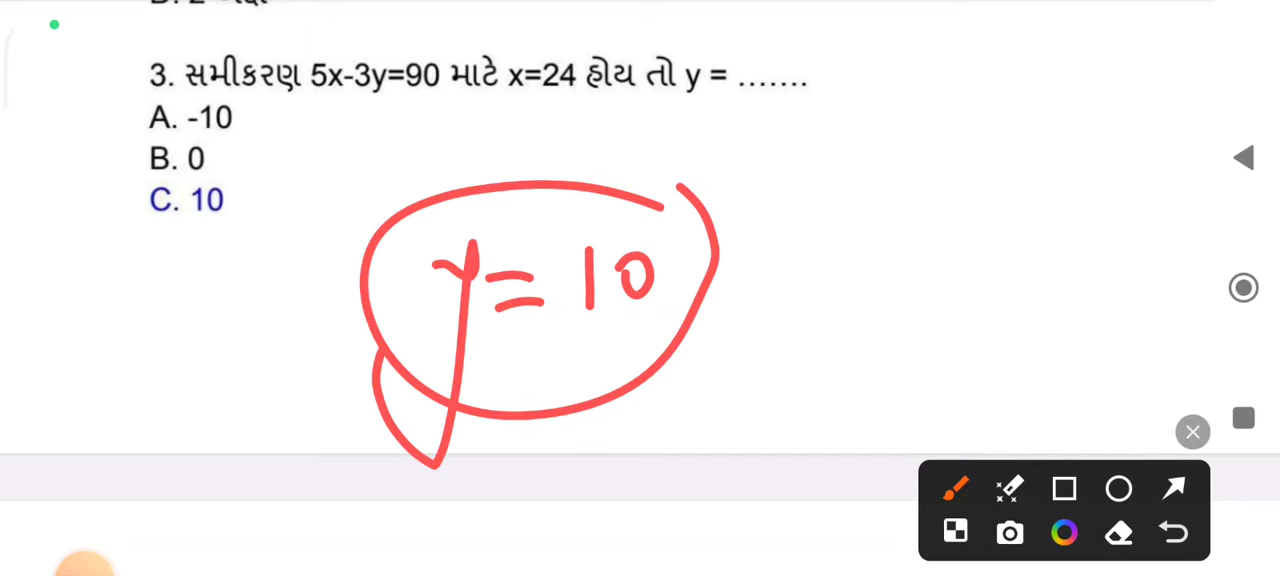 3. સમીકરણ 5x-3y=90 માટે x=24 હોય તો y = .......
A. -10
B. 0
C. 10
y = 10